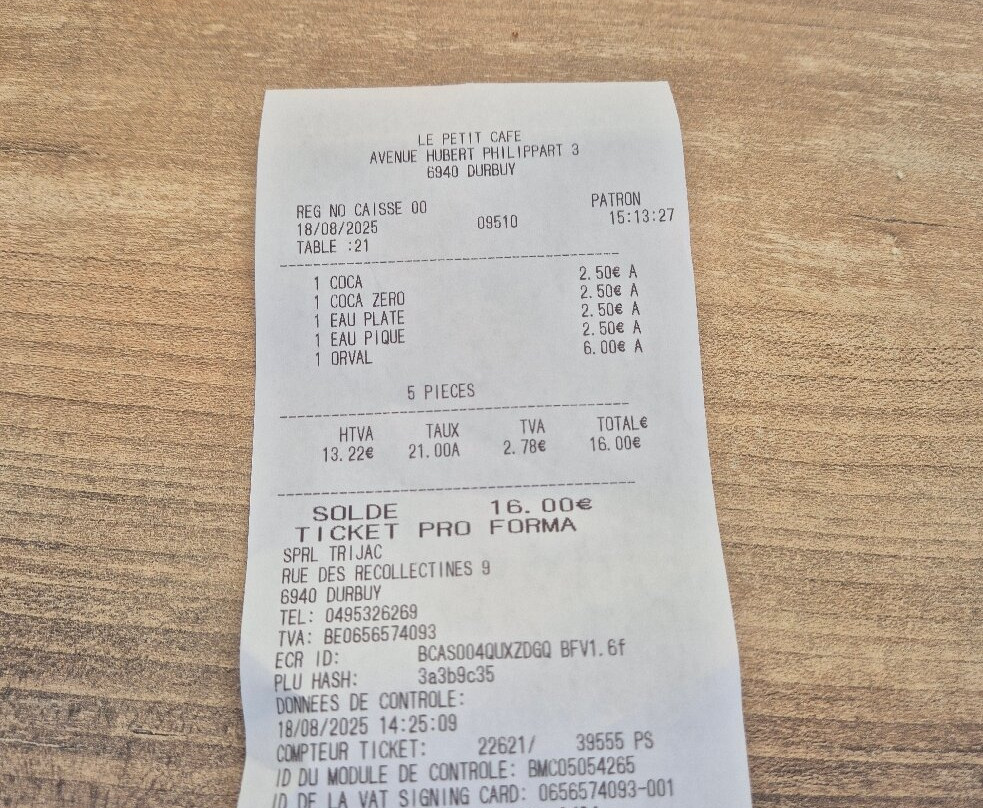 LE PETIT CAFE
AVENUE HUBERT PHILIPPART 3
6940 DURBUY
REG NO CAISSE 00 PATRON
18/08/2025 09510 15:13:27
TABLE :21
1 COCA 2.50€ A
1 COCA ZERO 2.50€ A
1 EAU PLATE 2.50€ A
1 EAU PIQUE 2.50€ A
1 ORVAL 6.00€ A
5 PIECES
HTVA TAUX TVA TOTAL€
13.22€ 21.00A 2.78€ 16.00€
SOLDE 16.00€
TICKET PRO FORMA
SPRL TRIJAC
RUE DES RECOLLECTINES 9
6940 DURBUY
TEL: 0495326269
TVA: BE0656574093
ECR ID: BCAS004QUXZDGQ BFV1.6f
PLU HASH: 3a3b9c35
DONNEES DE CONTROLE:
18/08/2025 14:25:09
COMPTEUR TICKET: 22621/ 39555 PS
ID DU MODULE DE CONTROLE: BMC05054265
ID DE LA VAT SIGNING CARD: 0656574093-001